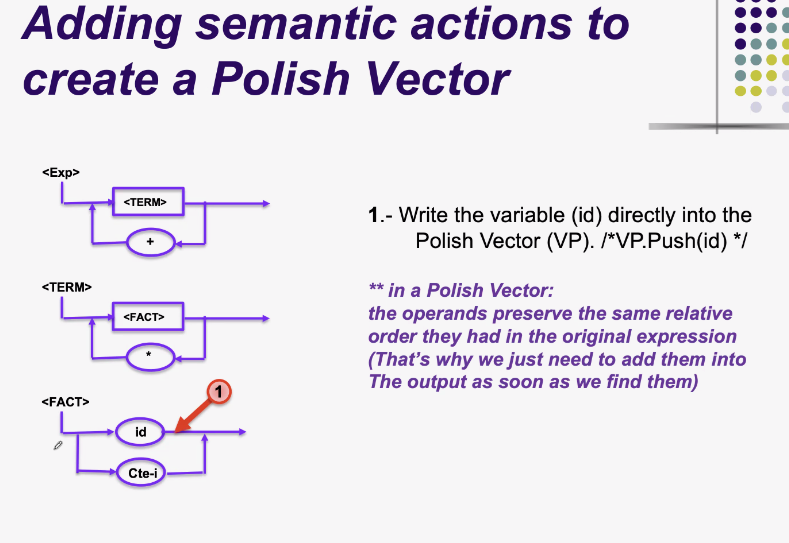 Adding semantic actions to
create a Polish Vector
<Exp>
<TERM>
+
<TERM>
<FACT>
*
<FACT>
1
id
Cte-i
1.- Write the variable (id) directly into the
Polish Vector (VP). /*VP.Push(id) */
** in a Polish Vector:
the operands preserve the same relative
order they had in the original expression
(That's why we just need to add them into
The output as soon as we find them)